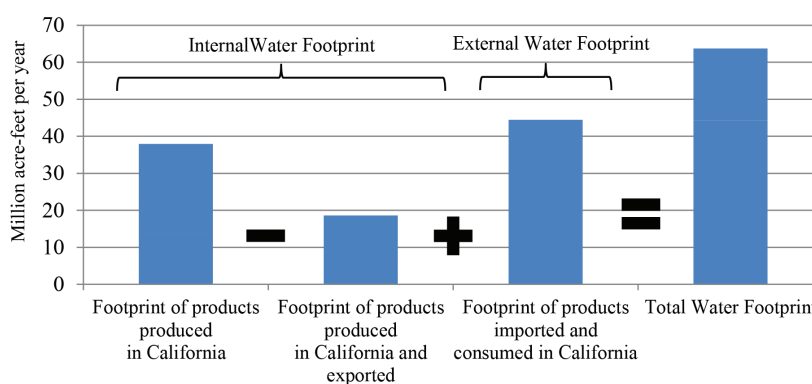 70
60
50
40
30
20
10
0
Million acre-feet per year
InternalWater Footprint
External Water Footprint
Footprint of products
produced
in California
Footprint of products
produced
in California and
exported
Footprint of products
imported and
consumed in California
Total Water Footprint